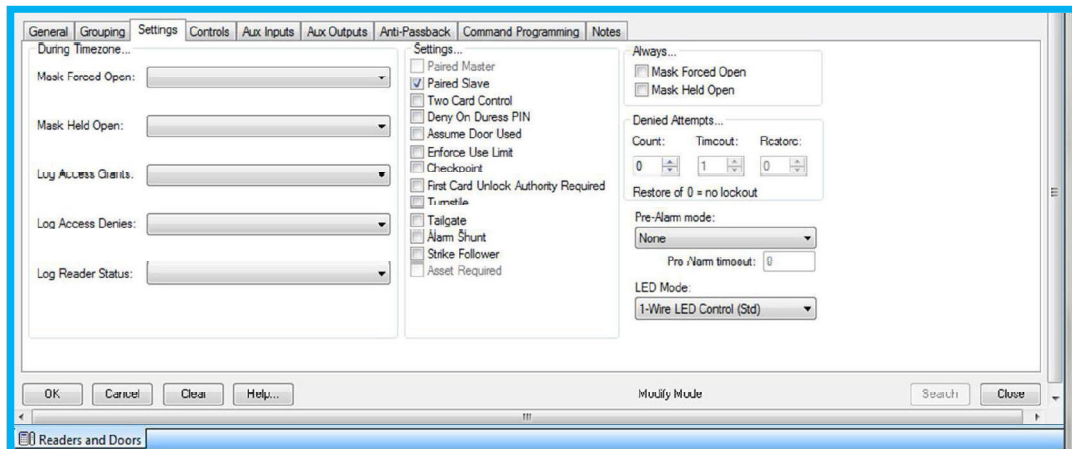 General Grouping Settings Controls Aux Inputs Aux Outputs Anti-Passback Command Programming Notes
During Timezone...
Mask Forced Open:
Mask Held Open:
Log Access Grants:
Log Access Denies:
Log Reader Status:
Settings...
Paired Master
Paired Slave
Two Card Control
Deny On Duress PIN
Assume Door Used
Enforce Use Limit
Checkpoint
First Card Unlock Authority Required
Turnstile
Tailgate
Alarm Shunt
Strike Follower
Asset Required
Always...
Mask Forced Open
Mask Held Open
Denied Attempts...
Count: Timeout: Restore:
0 1 0
Restore of 0 = no lockout
Pre-Alarm mode:
None
Pre Alarm timeout: 0
LED Mode:
1-Wire LED Control (Std)
OK Cancel Clear Help... Modify Mode Search Close
Readers and Doors